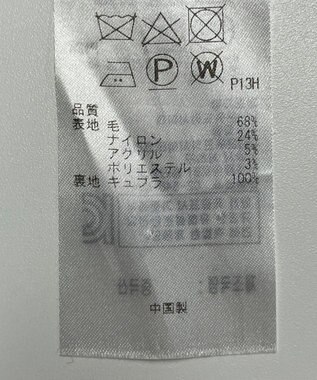 P
W
P13H
品質
表地 毛 68%
ナイロン 24%
アクリル 5%
ポリエステル 3%
裏地 キュプラ 100%
中国製